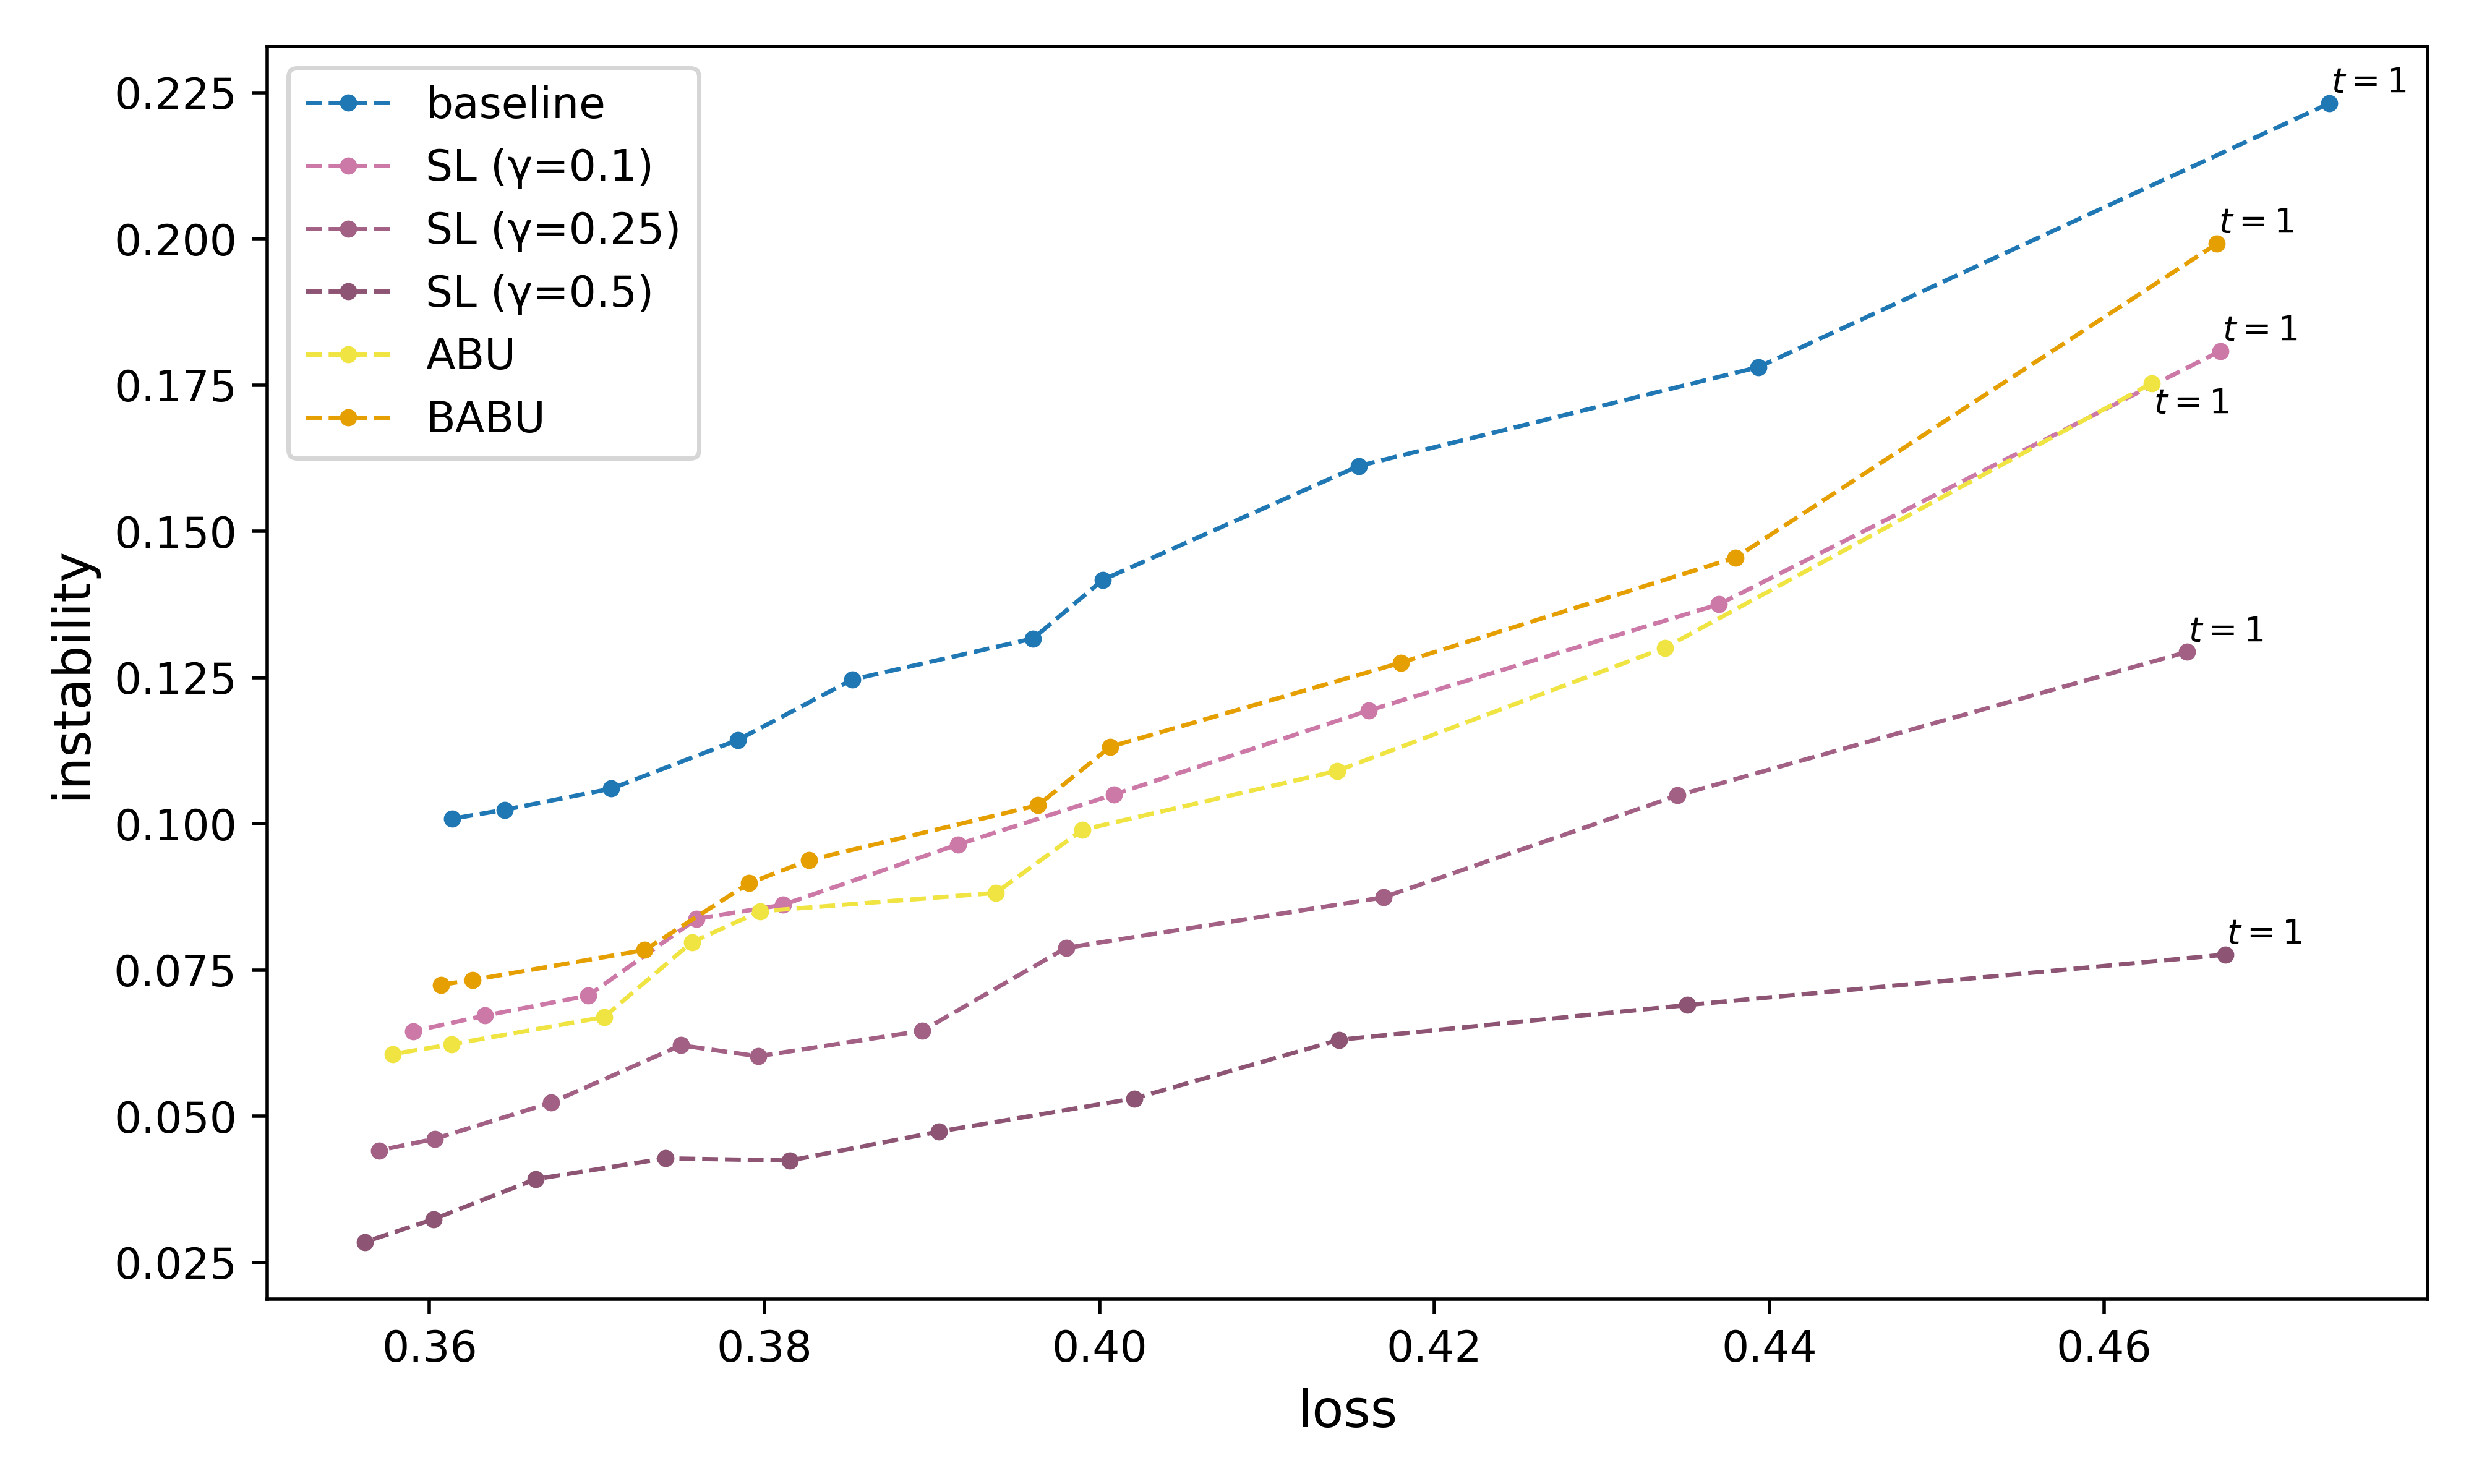 baseline
SL (γ=0.1)
SL (γ=0.25)
SL (γ=0.5)
ABU
BABU
t = 1
t = 1
t = 1
t = 1
t = 1
t = 1
0.225
0.200
0.175
0.150
0.125
0.100
0.075
0.050
0.025
instability
0.36 0.38 0.40 0.42 0.44 0.46
loss